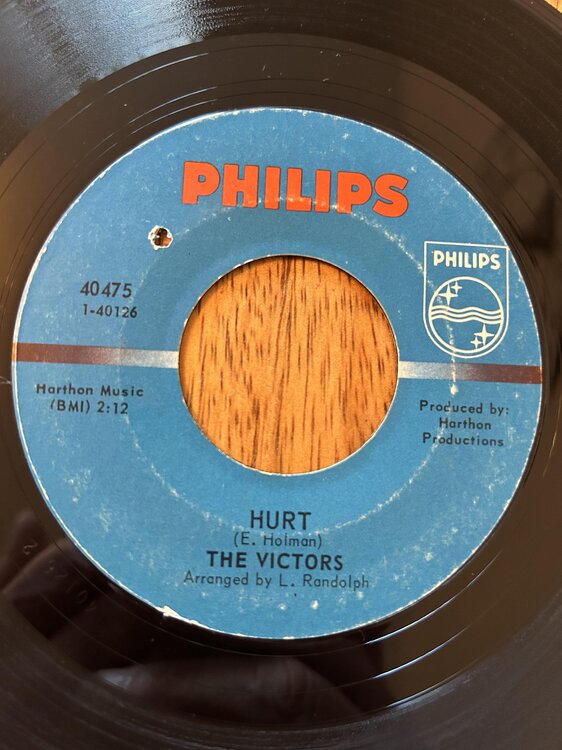 PHILIPS
PHILIPS
40475
1-40126
Harthon Music
(BMI) 2:12
Produced by:
Harthon
Productions
HURT
(E. Holman)
THE VICTORS
Arranged by L. Randolph